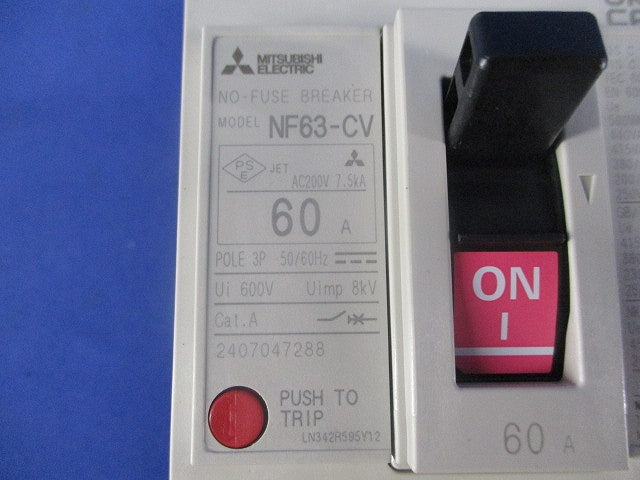 MITSUBISHI
ELECTRIC
NO-FUSE BREAKER
MODEL NF63-CV
PS
E
JET
AC200V 7.5kA
60 A
POLE 3P 50/60Hz
Ui 600V Uimp 8kV
Cat.A
2407047288
PUSH TO
TRIP
LN342R595Y12
ON
I
60 A